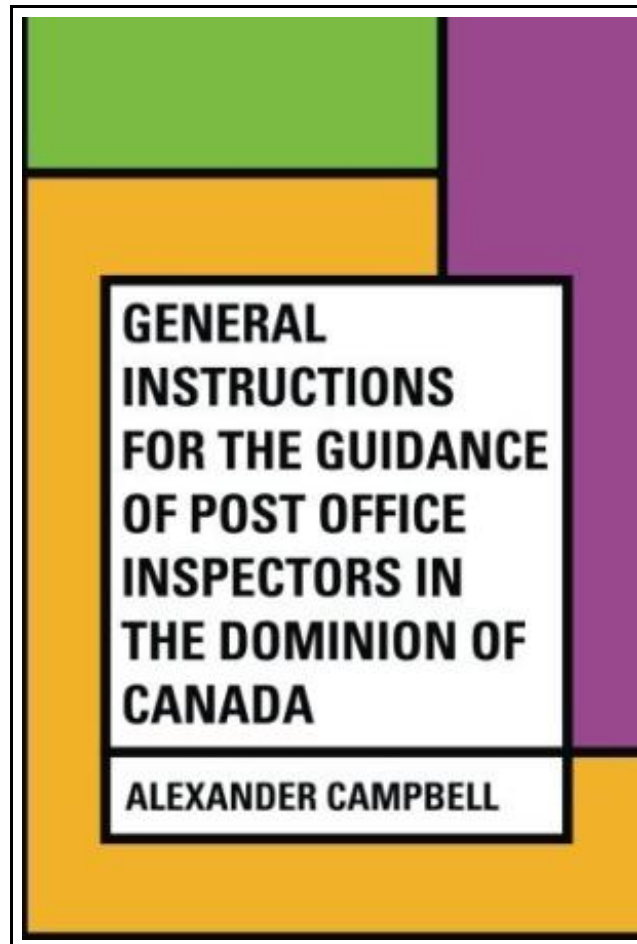 GENERAL
INSTRUCTIONS
FOR THE GUIDANCE
OF POST OFFICE
INSPECTORS IN
THE DOMINION OF
CANADA
ALEXANDER CAMPBELL